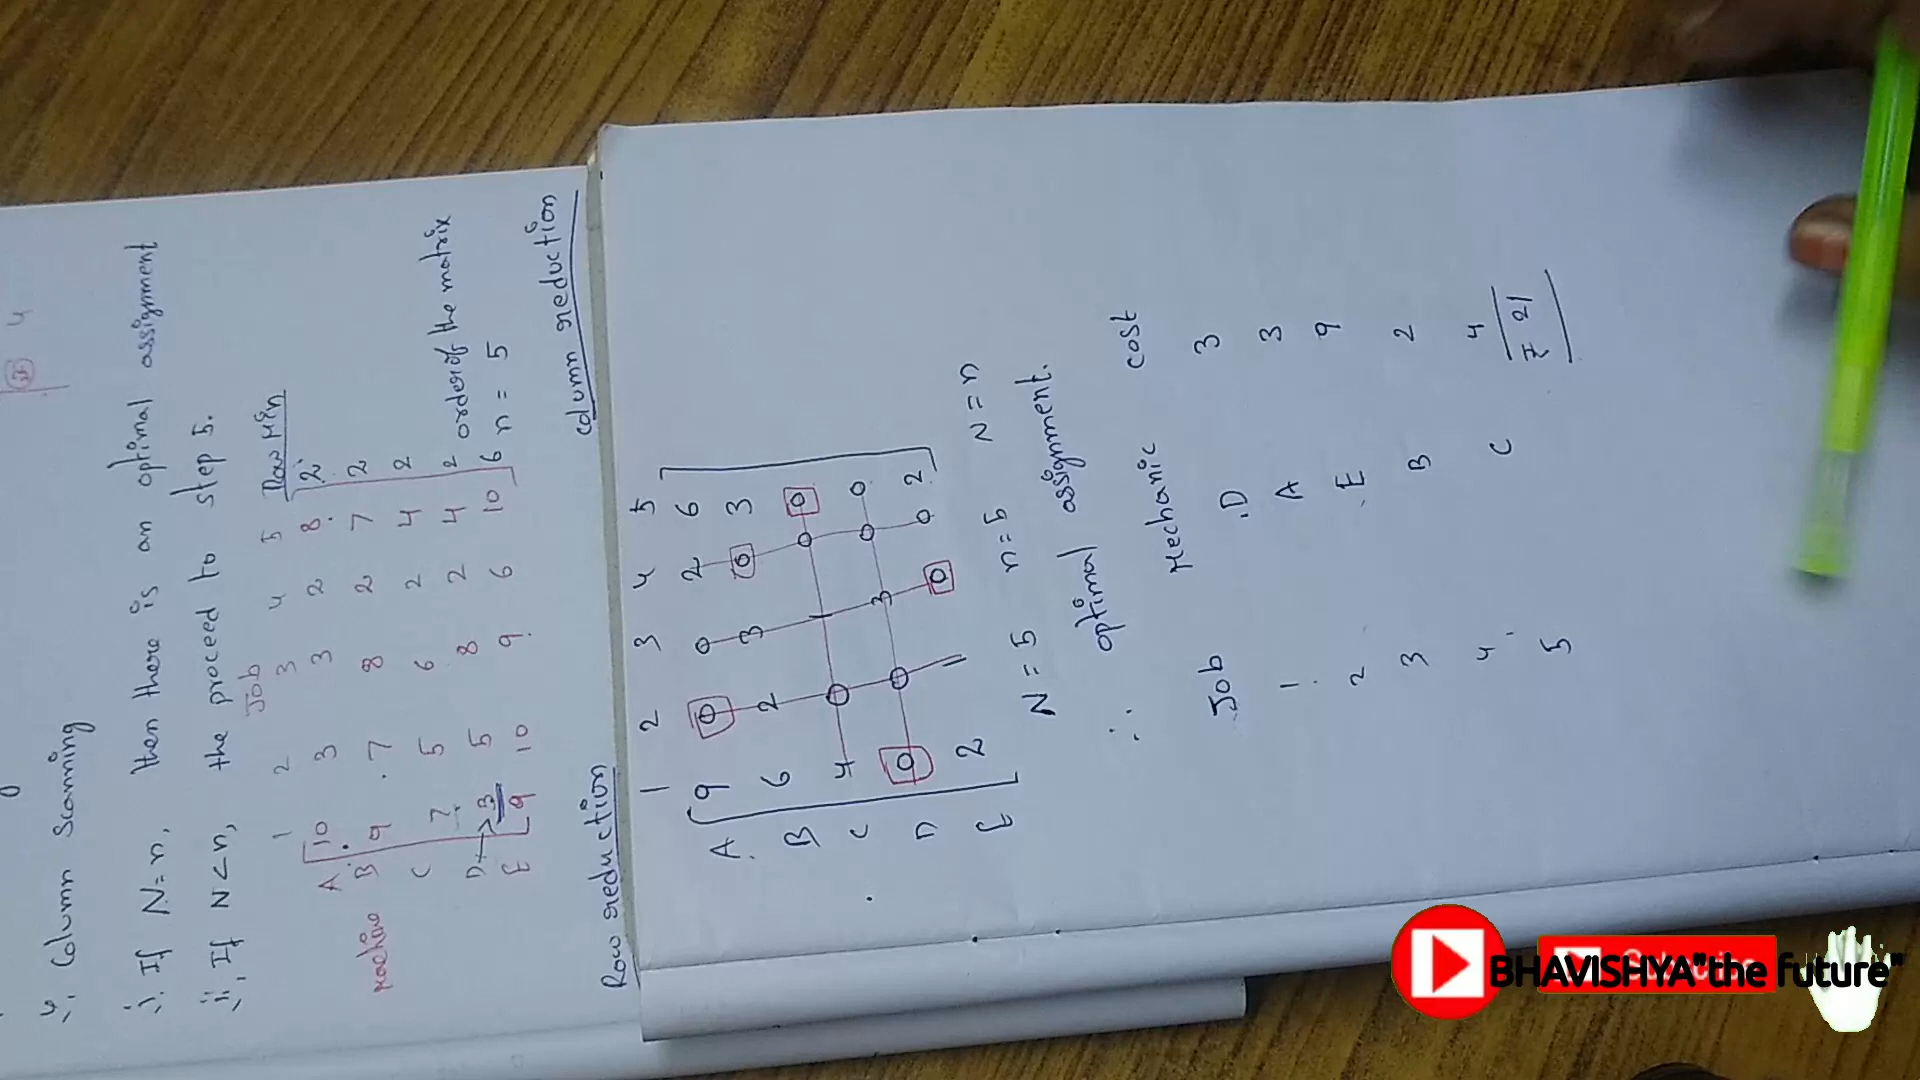 4
v, Column Scanning
i). If N=n, then there is an optimal assignment
ii; If N<n, the proceed to step 5.
Job
1 2 3 4 5 Row Min
A 10 3 3 2 8 2
B 9 7 8 2 7 2
C 7 5 6 2 4 2
D 3 5 8 2 4 2 order of the matrix
E 9 10 9 6 10 6 n = 5
Row reduction
column reduction
1 2 3 4 5
A 9 0 0 2 6
B 6 2 3 0 3
C 4 0 1 0 0
D 0 0 3 0 0
E 2 1 0 0 2
N = 5 n = 5 N = n
∴ optimal assignment.
Job Mechanic cost
1 D 3
2 A 3
3 E 9
4 B 2
5 C 4
₹ 21
BHAVISHYA"the future"